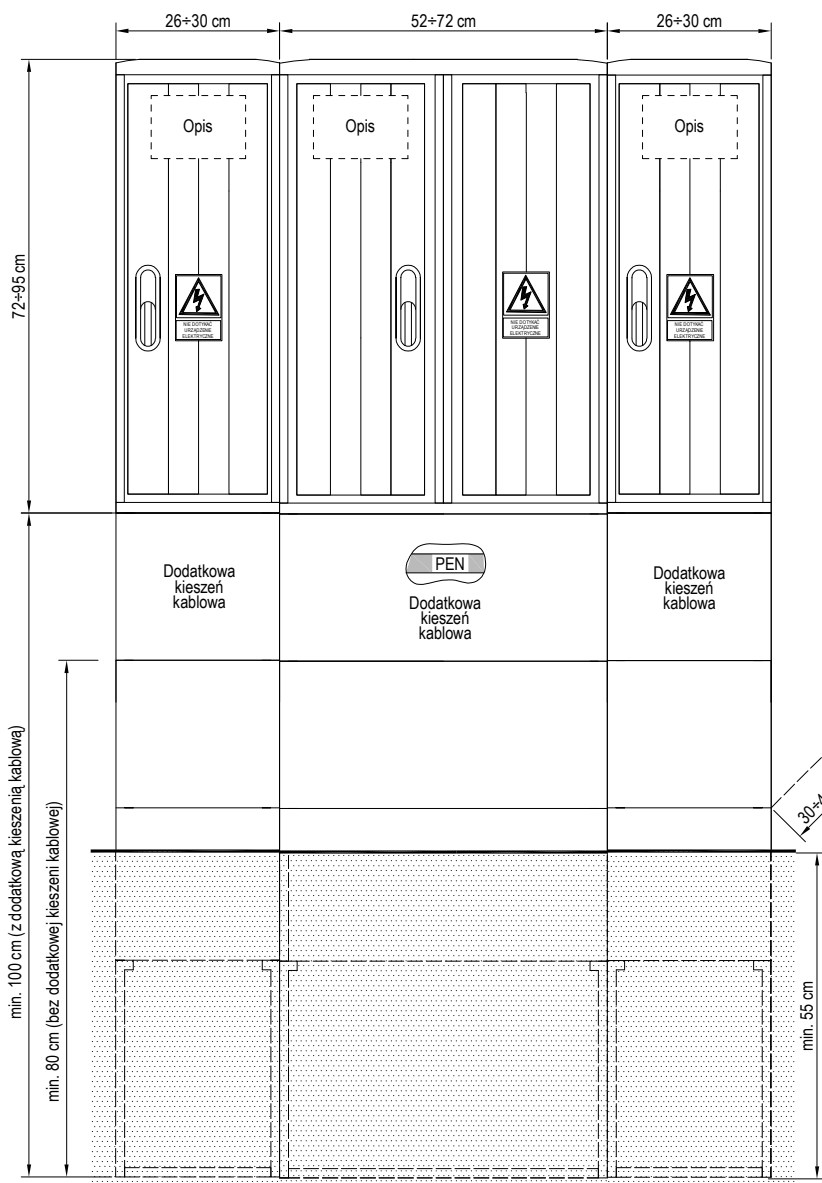 26÷30 cm
52÷72 cm
26÷30 cm
72÷95 cm
Opis
Opis
Opis
NIE DOTYKAĆ
URZĄDZENIE
ELEKTRYCZNE
NIE DOTYKAĆ
URZĄDZENIE
ELEKTRYCZNE
NIE DOTYKAĆ
URZĄDZENIE
ELEKTRYCZNE
Dodatkowa
kieszeń
kablowa
PEN
Dodatkowa
kieszeń
kablowa
Dodatkowa
kieszeń
kablowa
min. 100 cm (z dodatkową kieszenią kablową)
min. 80 cm (bez dodatkowej kieszeni kablowej)
min. 55 cm